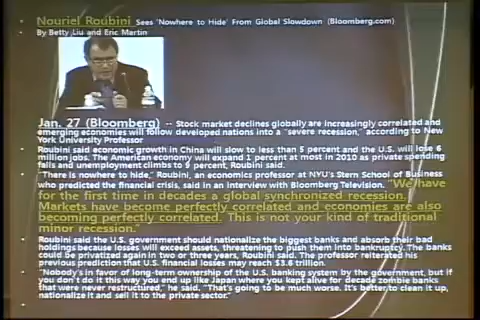 Nouriel Roubini Sees 'Nowhere to Hide' From Global Slowdown (Bloomberg.com)
By Betty Liu and Eric Martin
Jan. 27 (Bloomberg) -- Stock market declines globally are increasingly correlated and
emerging economies will follow developed nations into a "severe recession," according to New
York University Professor
Roubini said economic growth in China will slow to less than 5 percent and the U.S. will lose 6
million jobs. The American economy will expand 1 percent at most in 2010 as private spending
falls and unemployment climbs to 9 percent, Roubini said.
"There is nowhere to hide," Roubini, an economics professor at NYU's Stern School of Business
who predicted the financial crisis, said in an interview with Bloomberg Television. "We have
for the first time in decades a global synchronized recession.
Markets have become perfectly correlated and economies are also
becoming perfectly correlated. This is not your kind of traditional
minor recession."
Roubini said the U.S. government should nationalize the biggest banks and absorb their bad
holdings because losses will exceed assets, threatening to push them into bankruptcy. The banks
could be privatized again in two or three years, Roubini said. The professor reiterated his
previous prediction that U.S. financial losses may reach $3.6 trillion.
"Nobody's in favor of long-term ownership of the U.S. banking system by the government, but if
you don't do it this way you end up like Japan where you kept alive for decade zombie banks
that were never restructured," he said, "That's going to be much worse. It's better to clean it up,
nationalize it and sell it to the private sector."